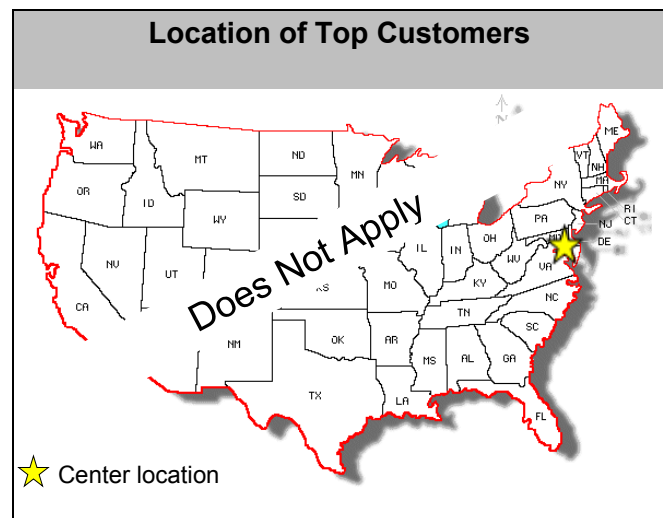 Location of Top Customers
WA
MT
ND
MN
ME
VT
NH
MA
OR
ID
SD
WY
NY
RI
CT
PA
NJ
DE
Does Not Apply
IL
IN
OH
NV
UT
WV
VA
MO
KY
CA
NC
TN
SC
NM
OK
AR
MS
AL
GA
TX
LA
FL
Center location